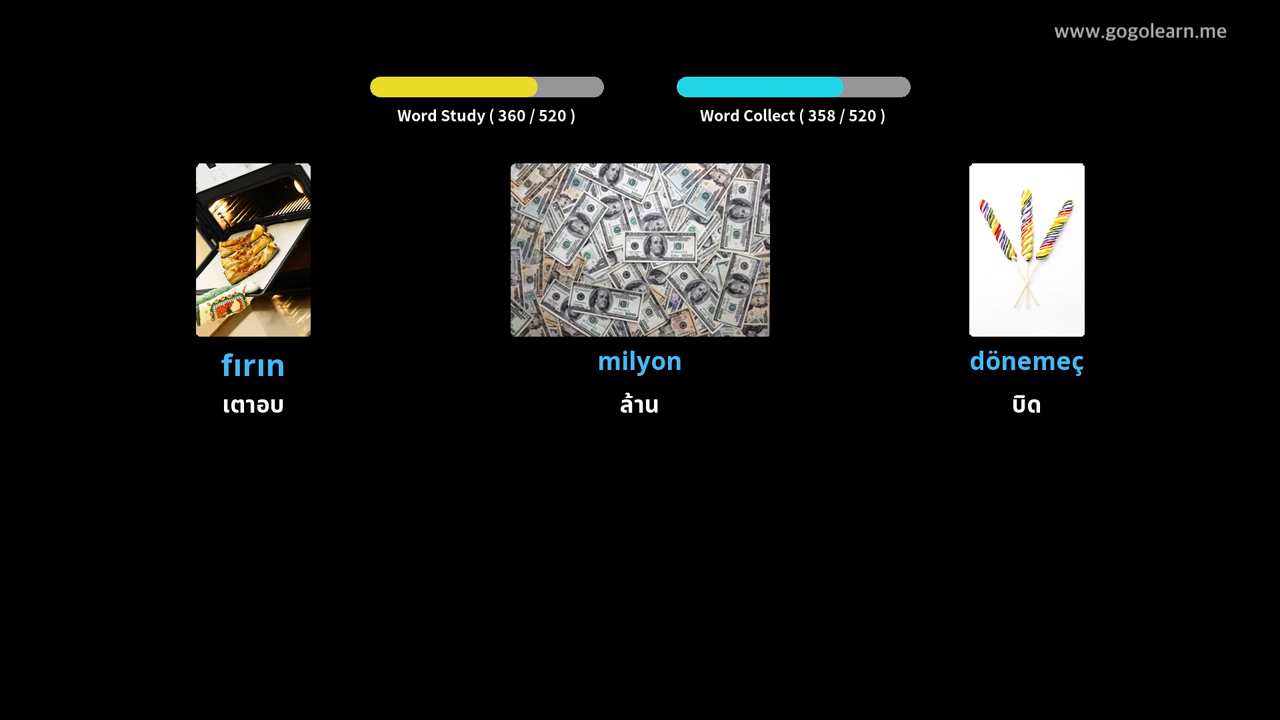 www.gogolearn.me
Word Study ( 360 / 520 )
Word Collect ( 358 / 520 )
fırın
milyon
dönemeç
เตาอบ
ล้าน
บิด